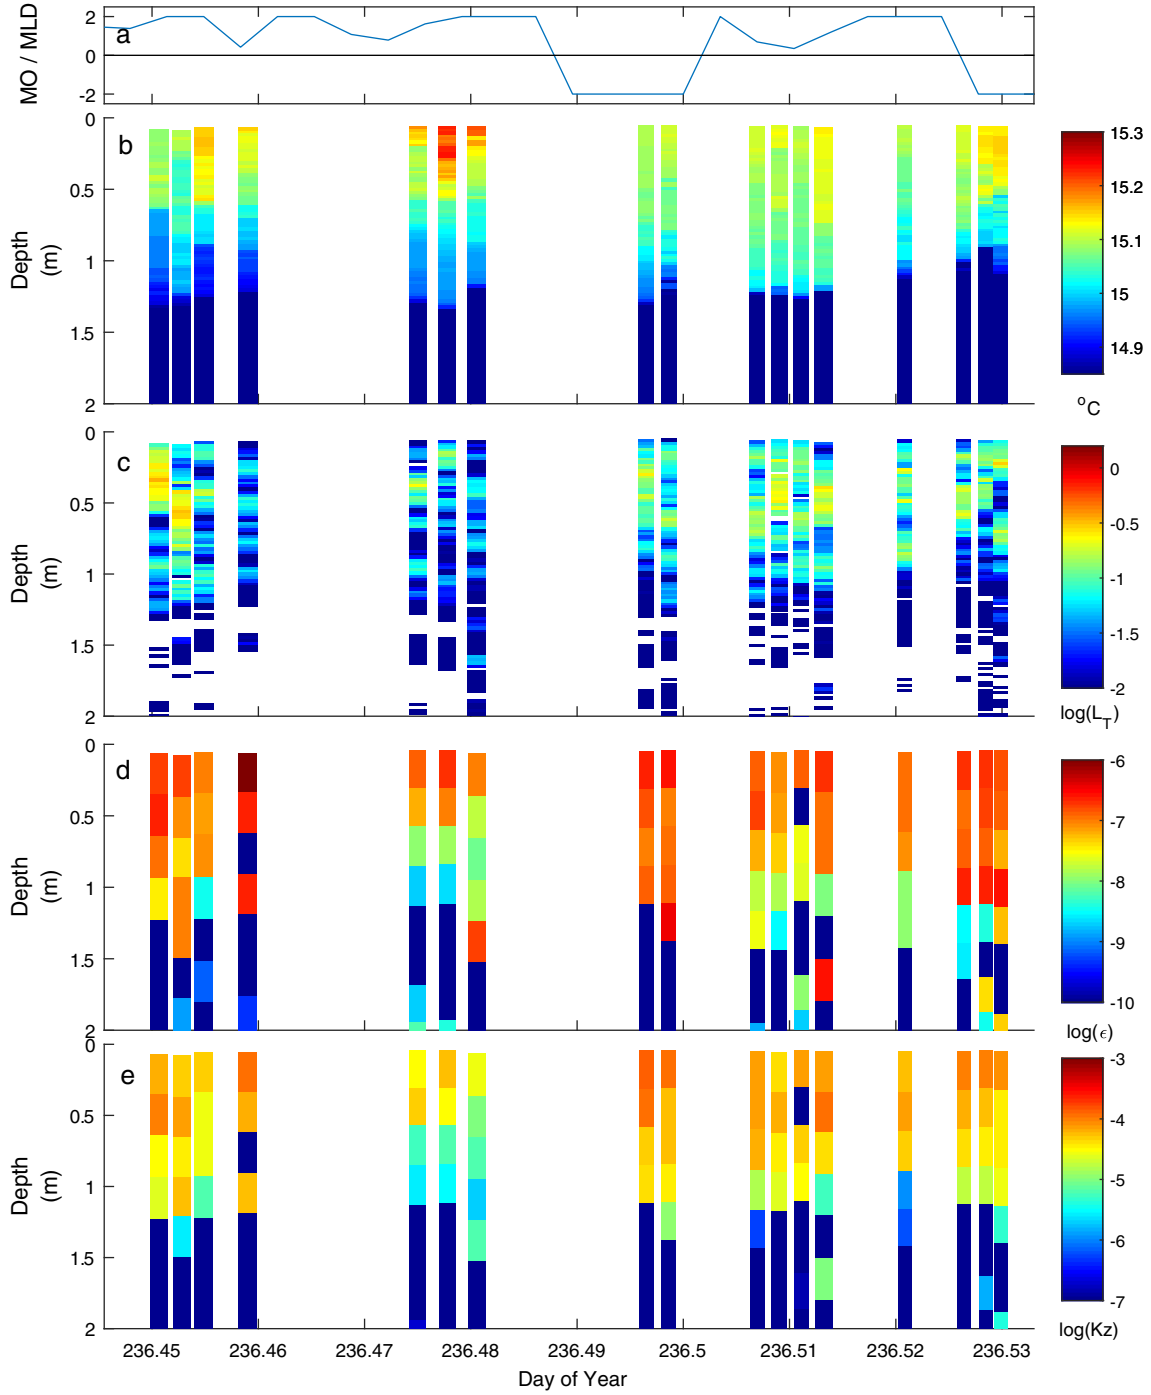 MO / MLD
2
0
-2
a
0
0.5
1
1.5
2
Depth
(m)
b
15.3
15.2
15.1
15
14.9
°C
0
0.5
1
1.5
2
Depth
(m)
c
0
-0.5
-1
-1.5
-2
log(L_T)
0
0.5
1
1.5
2
Depth
(m)
d
-6
-7
-8
-9
-10
log(ϵ)
0
0.5
1
1.5
2
Depth
(m)
e
-3
-4
-5
-6
-7
log(Kz)
236.45 236.46 236.47 236.48 236.49 236.5 236.51 236.52 236.53
Day of Year